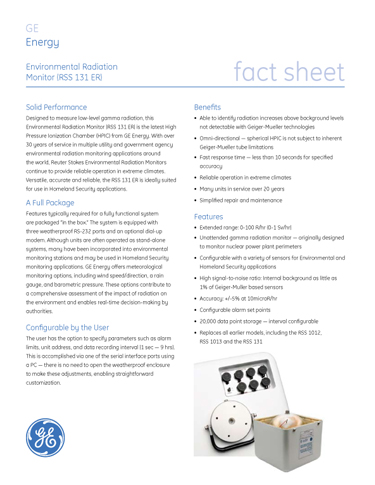 GE
Energy
Environmental Radiation
Monitor (RSS 131 ER)
fact sheet
Solid Performance
Designed to measure low-level gamma radiation, this
Environmental Radiation Monitor (RSS 131 ER) is the latest High
Pressure Ionization Chamber (HPIC) from GE Energy. With over
30 years of service in multiple utility and government agency
environmental radiation monitoring applications around
the world, Reuter Stokes Environmental Radiation Monitors
continue to provide reliable operation in extreme climates.
Versatile, accurate and reliable, the RSS 131 ER is ideally suited
for use in Homeland Security applications.
A Full Package
Features typically required for a fully functional system
are packaged "in the box." The system is equipped with
three weatherproof RS-232 ports and an optional dial-up
modem. Although units are often operated as stand-alone
systems, many have been incorporated into environmental
monitoring stations and may be used in Homeland Security
monitoring applications. GE Energy offers meteorological
monitoring options, including wind speed/direction, a rain
gauge, and barometric pressure. These options contribute to
a comprehensive assessment of the impact of radiation on
the environment and enables real-time decision-making by
authorities.
Configurable by the User
The user has the option to specify parameters such as alarm
limits, unit address, and data recording interval (1 sec — 9 hrs).
This is accomplished via one of the serial interface ports using
a PC — there is no need to open the weatherproof enclosure
to make these adjustments, enabling straightforward
customization.
Benefits
• Able to identify radiation increases above background levels
not detectable with Geiger-Mueller technologies
• Omni-directional — spherical HPIC is not subject to inherent
Geiger-Mueller tube limitations
• Fast response time — less than 10 seconds for specified
accuracy
• Reliable operation in extreme climates
• Many units in service over 20 years
• Simplified repair and maintenance
Features
• Extended range: 0-100 R/hr (0-1 Sv/hr)
• Unattended gamma radiation monitor — originally designed
to monitor nuclear power plant perimeters
• Configurable with a variety of sensors for Environmental and
Homeland Security applications
• High signal-to-noise ratio: Internal background as little as
1% of Geiger-Muller based sensors
• Accuracy: +/-5% at 10microR/hr
• Configurable alarm set points
• 20,000 data point storage — interval configurable
• Replaces all earlier models, including the RSS 1012,
RSS 1013 and the RSS 131